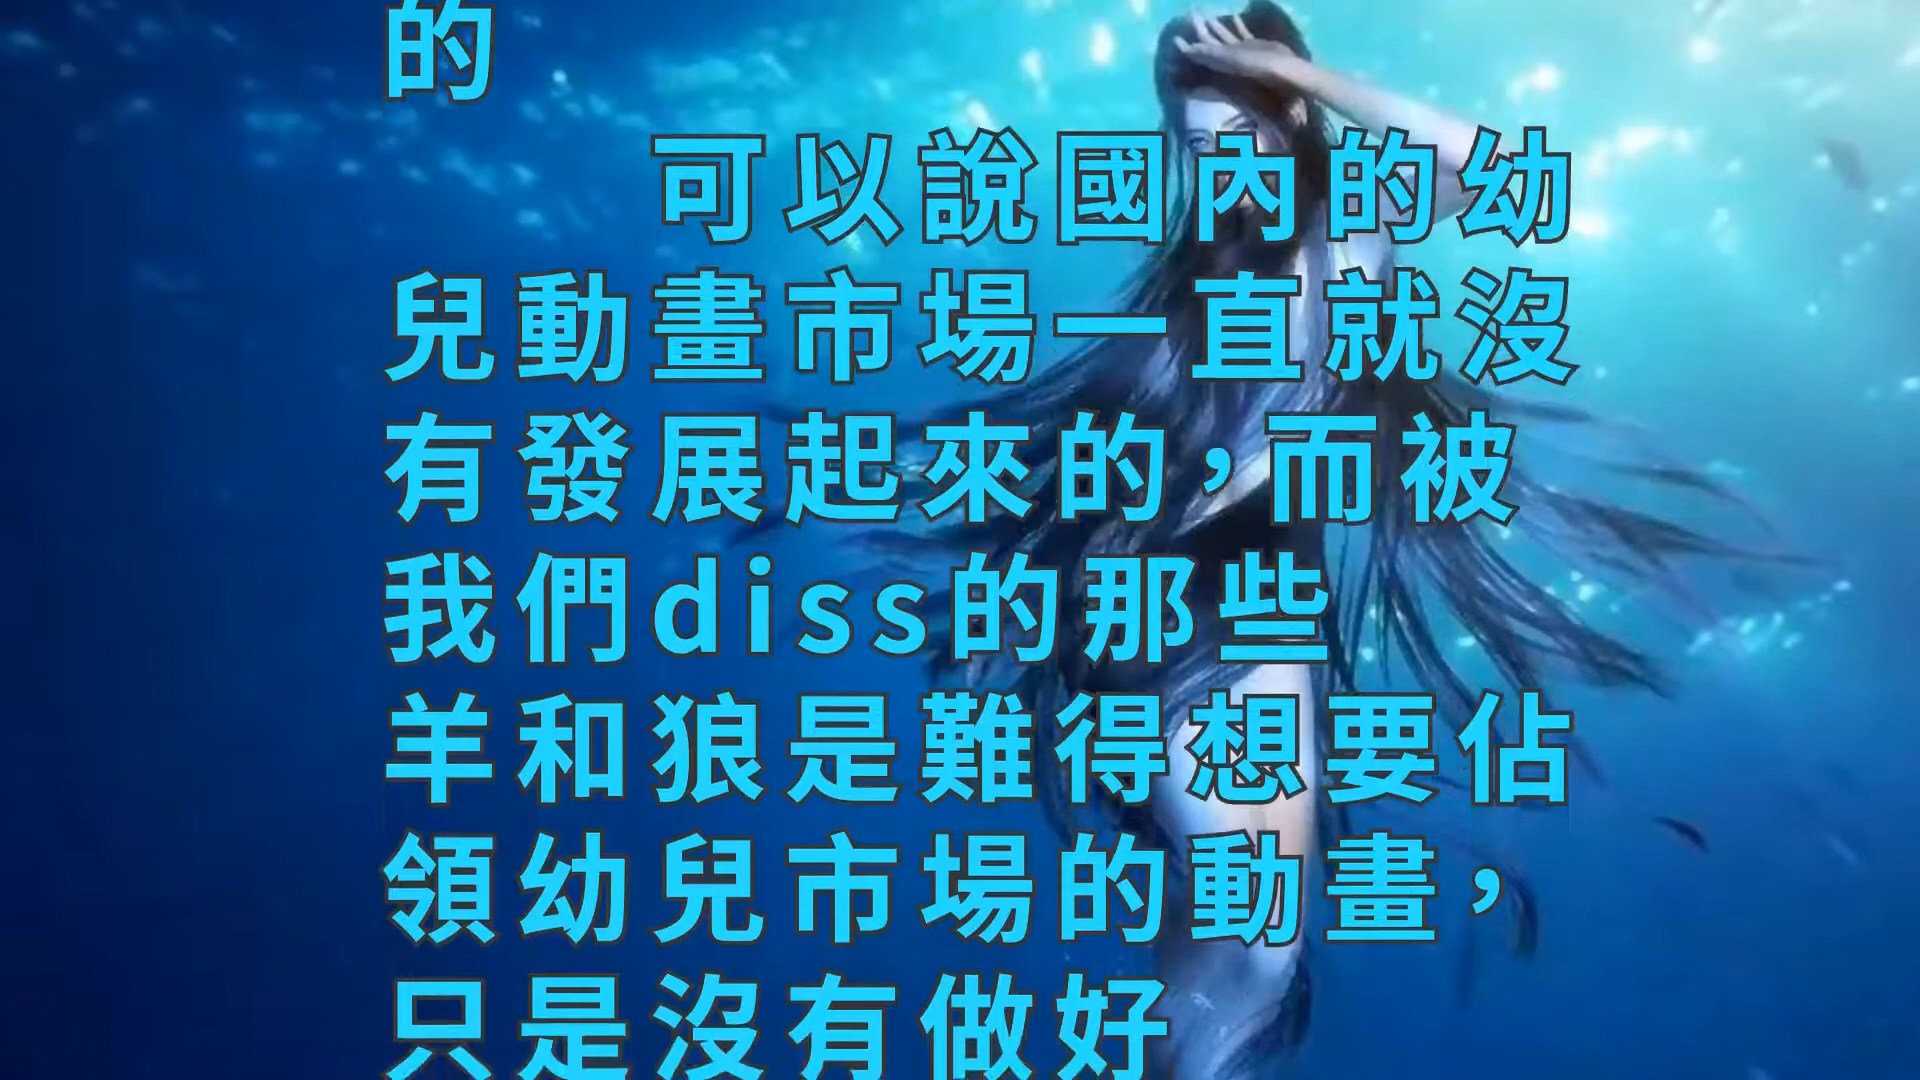 的
可以說國內的幼
兒動畫市場一直就沒
有發展起來的，而被
我們diss的那些
羊和狼是難得想要佔
領幼兒市場的動畫，
只是沒有做好